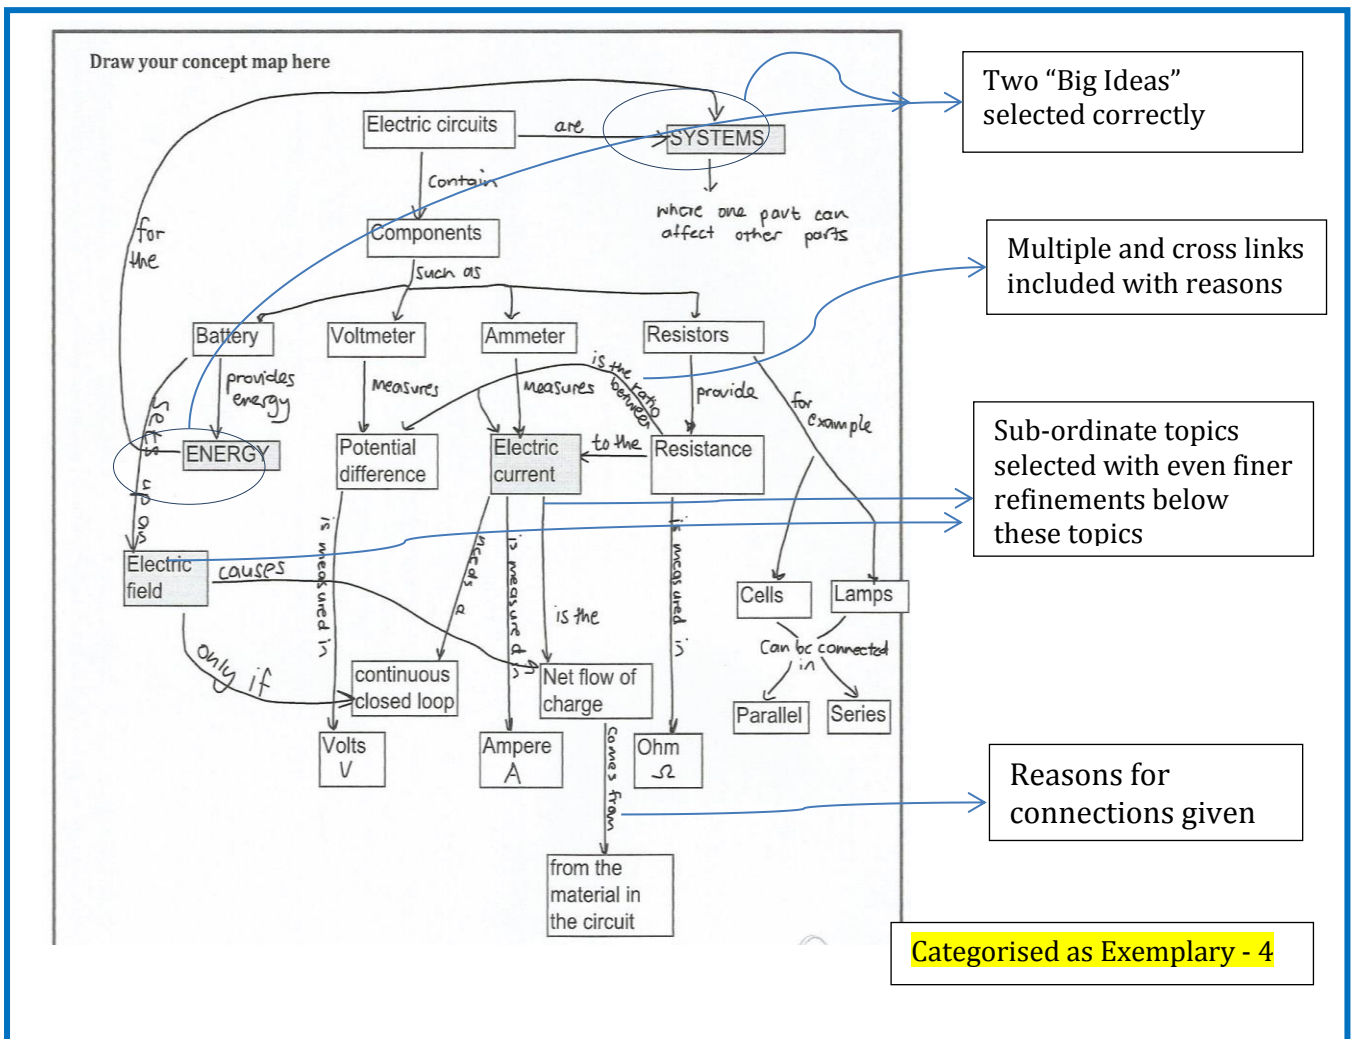 Draw your concept map here
Two “Big Ideas”
selected correctly
Electric circuits
are
SYSTEMS
contain
where one part can
affect other parts
for
the
Components
such as
Multiple and cross links
included with reasons
Battery
Voltmeter
Ammeter
Resistors
is the ratio
between
provides
energy
measures
measures
provide
for
example
Sets up an
ENERGY
Potential
difference
Electric
current
to the
Resistance
Sub-ordinate topics
selected with even finer
refinements below
these topics
Electric
field
causes
is measured in
needs a
is measured in
is the
is measured in
Cells
Lamps
Can be connected
in
only if
continuous
closed loop
Net flow of
charge
Parallel
Series
Volts
V
Ampere
A
Ohm
Ω
comes from
Reasons for
connections given
from the
material in
the circuit
Categorised as Exemplary - 4